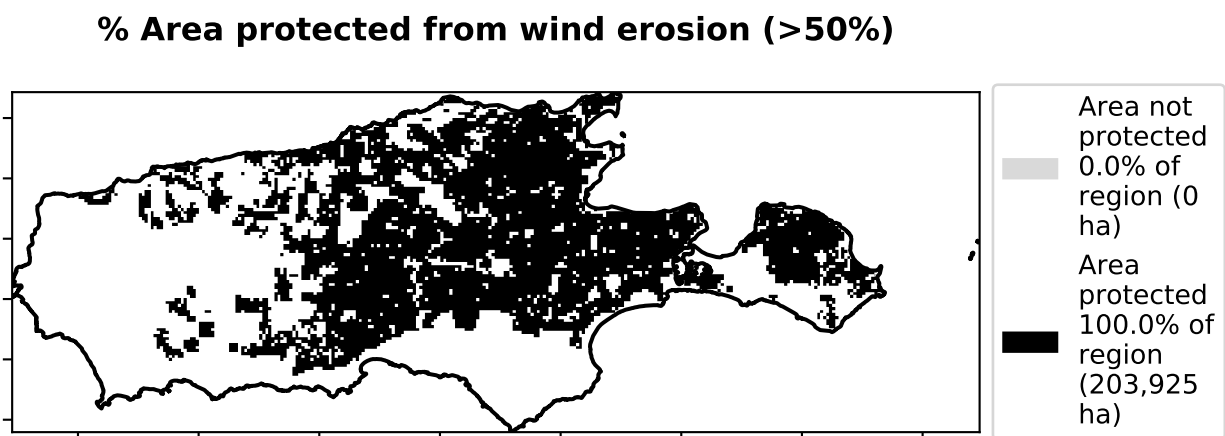 % Area protected from wind erosion (>50%)
Area not
protected
0.0% of
region (0
ha)
Area
protected
100.0% of
region
(203,925
ha)